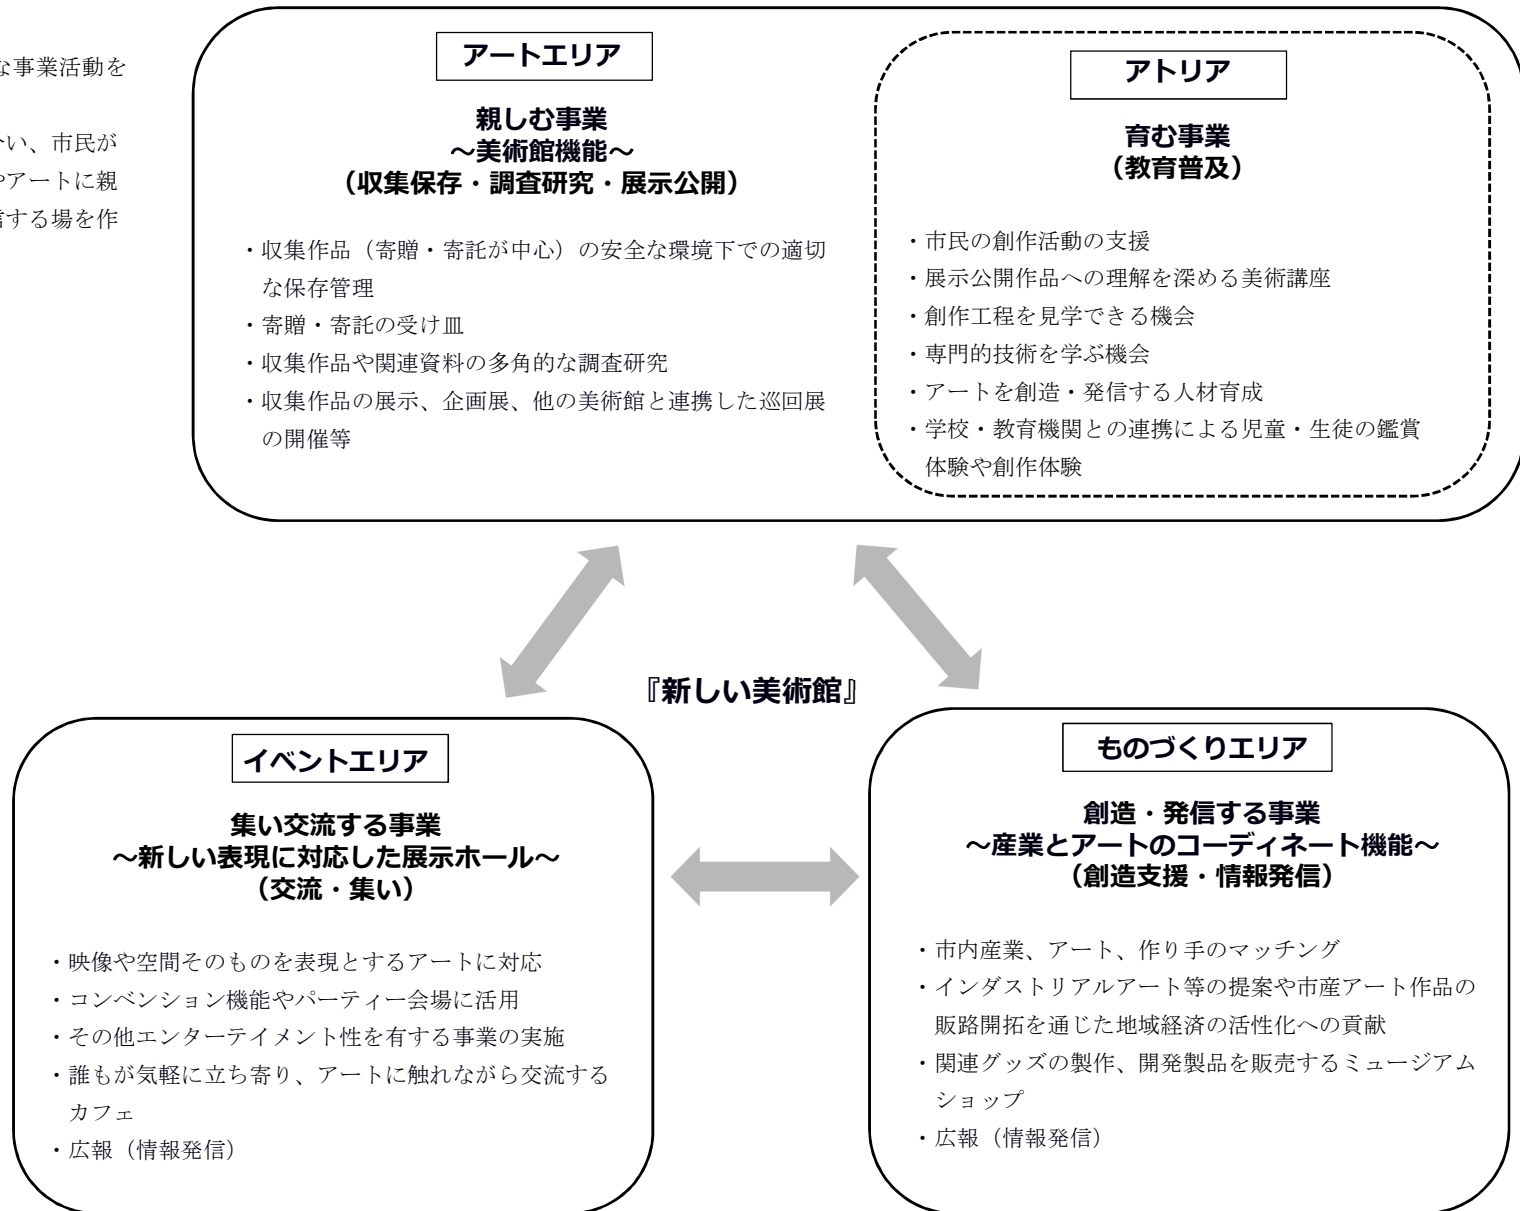 な事業活動を
い、市民が
やアートに親
する場を作
アートエリア
親しむ事業
～美術館機能～
（収集保存・調査研究・展示公開）
・収集作品（寄贈・寄託が中心）の安全な環境下での適切
な保存管理
・寄贈・寄託の受け皿
・収集作品や関連資料の多角的な調査研究
・収集作品の展示、企画展、他の美術館と連携した巡回展
の開催等
アトリア
育む事業
（教育普及）
・市民の創作活動の支援
・展示公開作品への理解を深める美術講座
・創作工程を見学できる機会
・専門的技術を学ぶ機会
・アートを創造・発信する人材育成
・学校・教育機関との連携による児童・生徒の鑑賞
体験や創作体験
『新しい美術館』
イベントエリア
集い交流する事業
～新しい表現に対応した展示ホール～
（交流・集い）
・映像や空間そのものを表現とするアートに対応
・コンベンション機能やパーティー会場に活用
・その他エンターテイメント性を有する事業の実施
・誰もが気軽に立ち寄り、アートに触れながら交流する
カフェ
・広報（情報発信）
ものづくりエリア
創造・発信する事業
～産業とアートのコーディネート機能～
（創造支援・情報発信）
・市内産業、アート、作り手のマッチング
・インダストリアルアート等の提案や市産アート作品の
販路開拓を通じた地域経済の活性化への貢献
・関連グッズの製作、開発製品を販売するミュージアム
ショップ
・広報（情報発信）